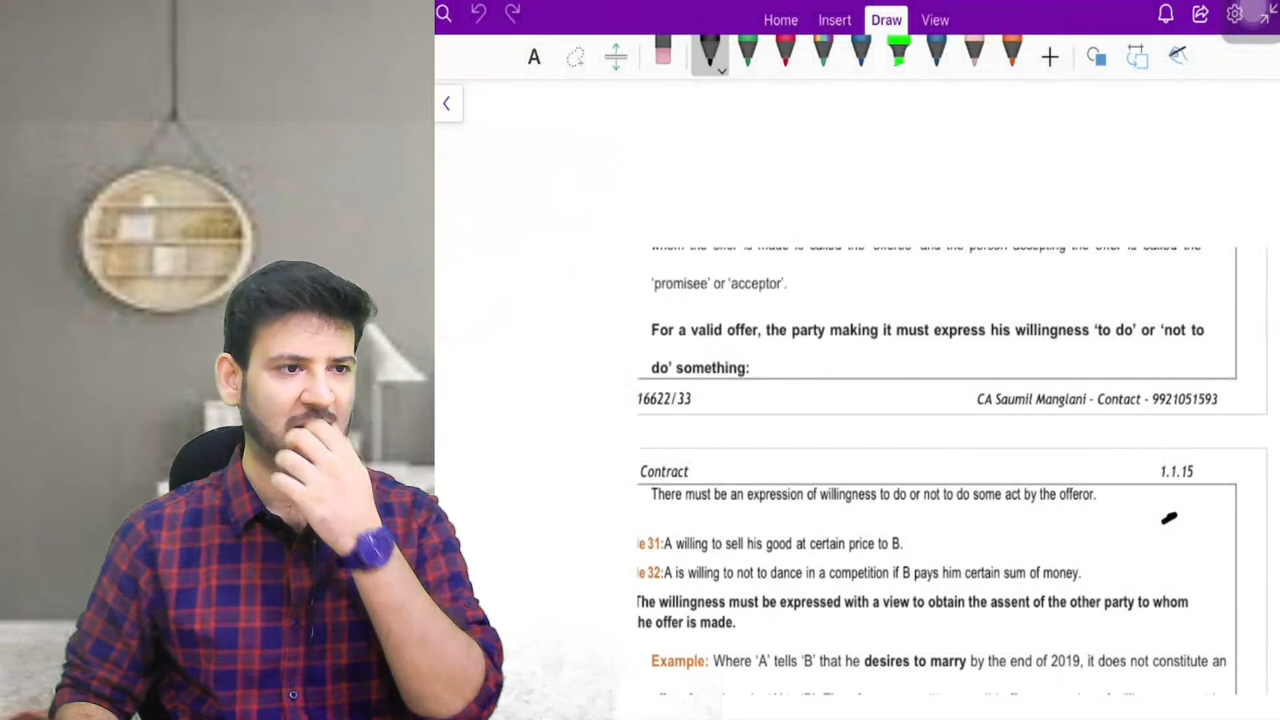 Home Insert Draw View
A
'promisee' or 'acceptor'.
For a valid offer, the party making it must express his willingness 'to do' or 'not to
do' something:
16622/33 CA Saumil Manglani - Contact - 9921051593
Contract 1.1.15
There must be an expression of willingness to do or not to do some act by the offeror.
e 31:A willing to sell his good at certain price to B.
e 32:A is willing to not to dance in a competition if B pays him certain sum of money.
The willingness must be expressed with a view to obtain the assent of the other party to whom
he offer is made.
Example: Where 'A' tells 'B' that he desires to marry by the end of 2019, it does not constitute an